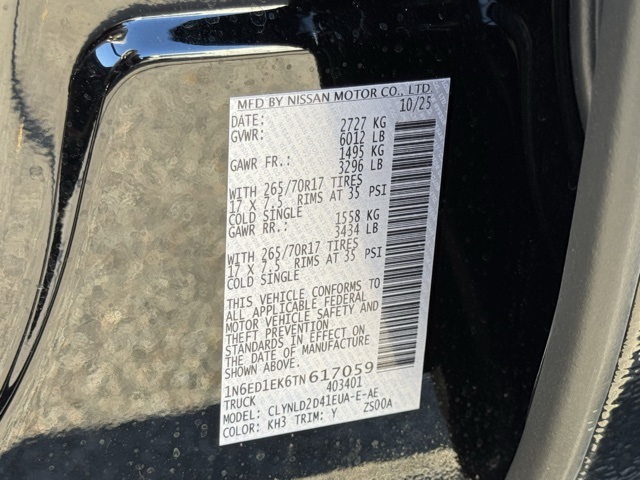 MFD BY NISSAN MOTOR CO., LTD.
DATE: 10/25
GVWR: 2727 KG
6012 LB
GAWR FR.: 1495 KG
3296 LB
WITH 265/70R17 TIRES
17 X 7.5 RIMS AT 35 PSI
COLD SINGLE
GAWR RR.: 1558 KG
3434 LB
WITH 265/70R17 TIRES
17 X 7.5 RIMS AT 35 PSI
COLD SINGLE
THIS VEHICLE CONFORMS TO
ALL APPLICABLE FEDERAL
MOTOR VEHICLE SAFETY AND
THEFT PREVENTION
STANDARDS IN EFFECT ON
THE DATE OF MANUFACTURE
SHOWN ABOVE.
1N6ED1EK6TN617059
TRUCK 403401
MODEL: CLYNLDZD41EUA-E-AE
COLOR: KH3 TRIM: Y ZS00A